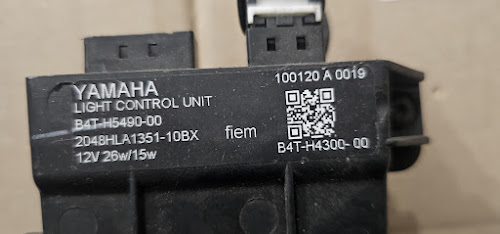 YAMAHA
LIGHT CONTROL UNIT
B4T-H5490-00
2048HLA1351-10BX
12V 26w/15w
fiem
100120 A 0019
B4T-H4300- 00